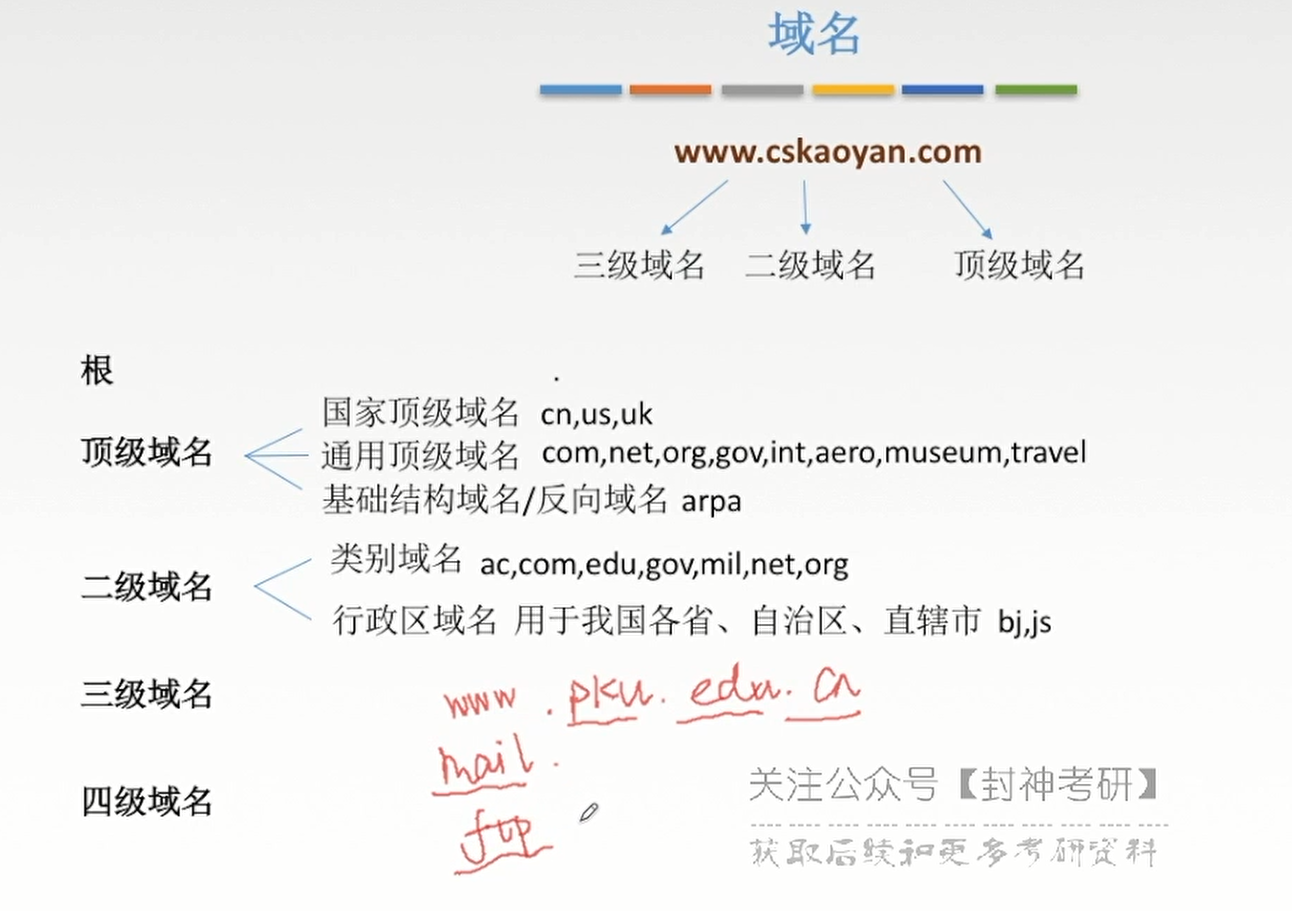 域名
www.cskaoyan.com
三级域名 二级域名 顶级域名
根 .
国家顶级域名 cn,us,uk
顶级域名 通用顶级域名 com,net,org,gov,int,aero,museum,travel
基础结构域名/反向域名 arpa
类别域名 ac,com,edu,gov,mil,net,org
二级域名
行政区域名 用于我国各省、自治区、直辖市 bj,js
三级域名 www.pku.edu.cn
mail.
关注公众号【封神考研】
四级域名 ftp
获取后续和更多考研资料